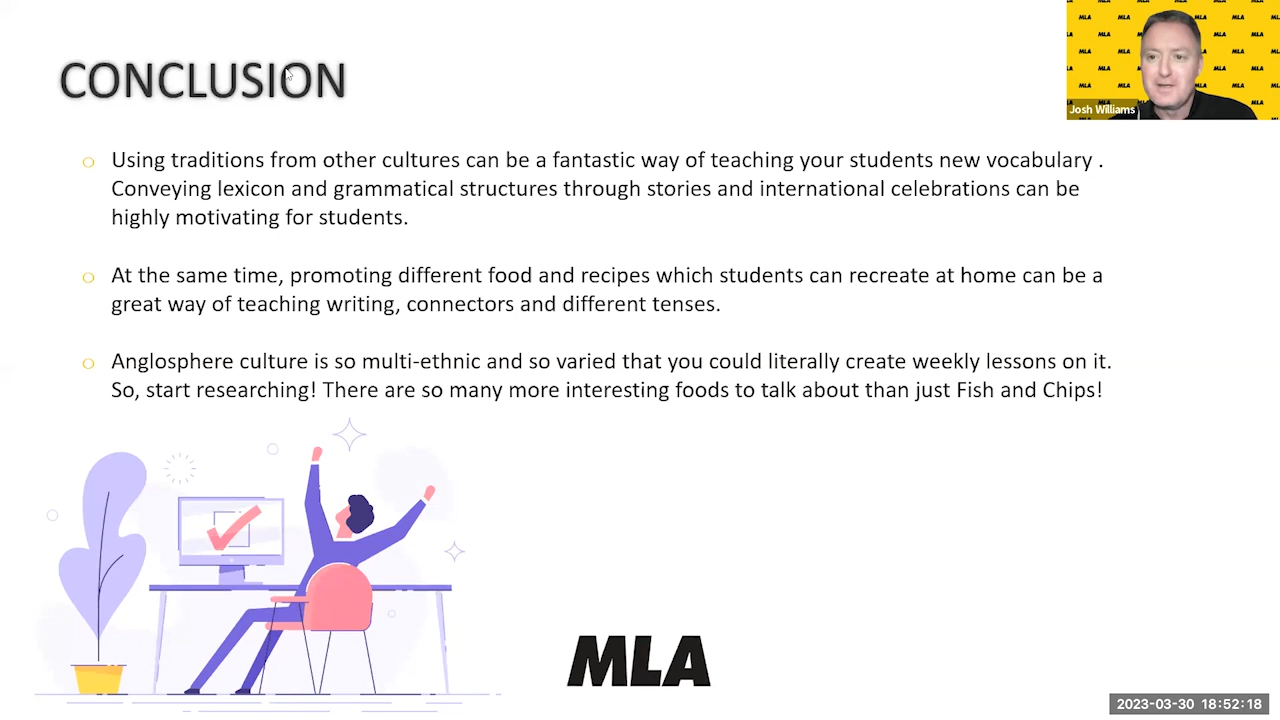 CONCLUSION
Josh Williams
o Using traditions from other cultures can be a fantastic way of teaching your students new vocabulary .
Conveying lexicon and grammatical structures through stories and international celebrations can be
highly motivating for students.
o At the same time, promoting different food and recipes which students can recreate at home can be a
great way of teaching writing, connectors and different tenses.
o Anglosphere culture is so multi-ethnic and so varied that you could literally create weekly lessons on it.
So, start researching! There are so many more interesting foods to talk about than just Fish and Chips!
MLA
2023-03-30 18:52:18